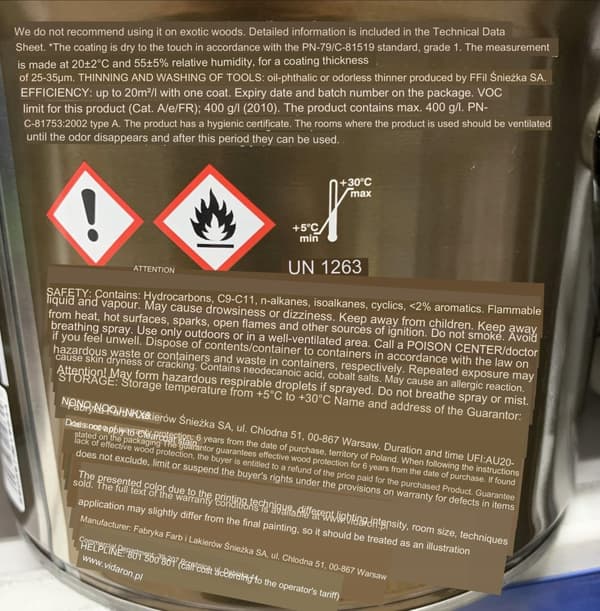 We do not recommend using it on exotic woods. Detailed information is included in the Technical Data
Sheet. *The coating is dry to the touch in accordance with the PN-79/C-81519 standard, grade 1. The measurement
is made at 20±2°C and 55±5% relative humidity, for a coating thickness
of 25-35μm. THINNING AND WASHING OF TOOLS: oil-phthalic or odorless thinner produced by FFil Śnieżka SA.
EFFICIENCY: up to 20m²/l with one coat. Expiry date and batch number on the package. VOC
limit for this product (Cat. A/e/FR); 400 g/l (2010). The product contains max. 400 g/l. PN-
C-81753:2002 type A. The product has a hygienic certificate. The rooms where the product is used should be ventilated
until the odor disappears and after this period they can be used.
+30°C
max
+5°C
min
ATTENTION
UN 1263
SAFETY: Contains: Hydrocarbons, C9-C11, n-alkanes, isoalkanes, cyclics, <2% aromatics. Flammable
liquid and vapour. May cause drowsiness or dizziness. Keep away from children. Keep away
from heat, hot surfaces, sparks, open flames and other sources of ignition. Do not smoke. Avoid
breathing spray. Use only outdoors or in a well-ventilated area. Call a POISON CENTER/doctor
if you feel unwell. Dispose of contents/container to containers in accordance with the law on
hazardous waste or containers and waste in containers, respectively. Repeated exposure may
cause skin dryness or cracking. Contains neodecanoic acid, cobalt salts. May cause an allergic reaction.
Attention! May form hazardous respirable droplets if sprayed. Do not breathe spray or mist.
STORAGE: Storage temperature from +5°C to +30°C Name and address of the Guarantor:
Fabryka Farb i Lakierów Śnieżka SA, ul. Chlodna 51, 00-867 Warsaw. Duration and time UFI:AU20-
Does not apply to Clearcoat stain.
warranty protection: 6 years from the date of purchase, territory of Poland. When following the instructions
stated on the packaging The guarantor guarantees effective wood protection for 6 years from the date of purchase. If found
lack of effective wood protection, the buyer is entitled to a refund of the price paid for the purchased Product. Guarantee
does not exclude, limit or suspend the buyer's rights under the provisions on warranty for defects in items
sold. The full text of the warranty conditions is available at www.vidaron.pl
The presented color due to the printing technique, different lighting intensity, room size, techniques
application may slightly differ from the final painting, so it should be treated as an illustration
Manufacturer: Fabryka Farb i Lakierów Śnieżka SA, ul. Chlodna 51, 00-867 Warsaw
HELPLINE: 801 500 801 (call cost according to the operator's tariff)
www.vidaron.pl